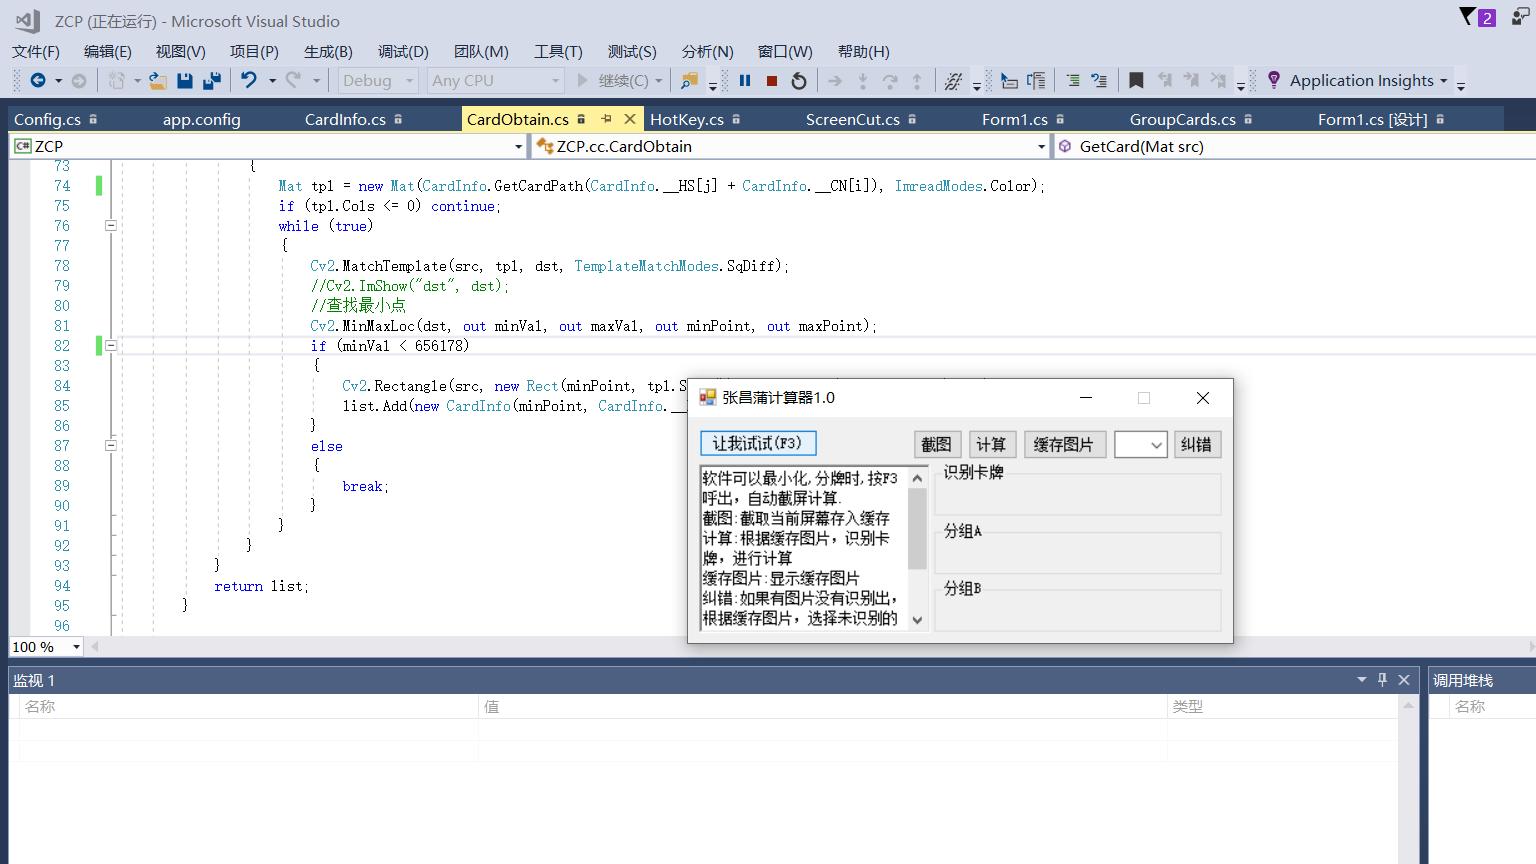 ZCP (正在运行) - Microsoft Visual Studio
2
文件(F) 编辑(E) 视图(V) 项目(P) 生成(B) 调试(D) 团队(M) 工具(T) 测试(S) 分析(N) 窗口(W) 帮助(H)
Debug Any CPU 继续(C) Application Insights
Config.cs app.config CardInfo.cs CardObtain.cs HotKey.cs ScreenCut.cs Form1.cs GroupCards.cs Form1.cs [设计]
C# ZCP ZCP.cc.CardObtain GetCard(Mat src)
73 {
74 Mat tpl = new Mat(CardInfo.GetCardPath(CardInfo.__HS[j] + CardInfo.__CN[i]), ImreadModes.Color);
75 if (tpl.Cols <= 0) continue;
76 while (true)
77 {
78 Cv2.MatchTemplate(src, tpl, dst, TemplateMatchModes.SqDiff);
79 //Cv2.ImShow("dst", dst);
80 //查找最小点
81 Cv2.MinMaxLoc(dst, out minVal, out maxVal, out minPoint, out maxPoint);
82 if (minVal < 656178)
83 {
84 Cv2.Rectangle(src, new Rect(minPoint, tpl.S
85 list.Add(new CardInfo(minPoint, CardInfo.__
86 }
87 else
88 {
89 break;
90 }
91 }
92 }
93 }
94 return list;
95 }
96
张昌蒲计算器1.0
让我试试(F3) 截图 计算 缓存图片 纠错
软件可以最小化,分牌时,按F3
呼出，自动截屏计算.
截图:截取当前屏幕存入缓存
计算:根据缓存图片，识别卡
牌，进行计算
缓存图片:显示缓存图片
纠错:如果有图片没有识别出，
根据缓存图片，选择未识别的
识别卡牌
分组A
分组B
100 %
监视 1
名称 值 类型
调用堆栈
名称